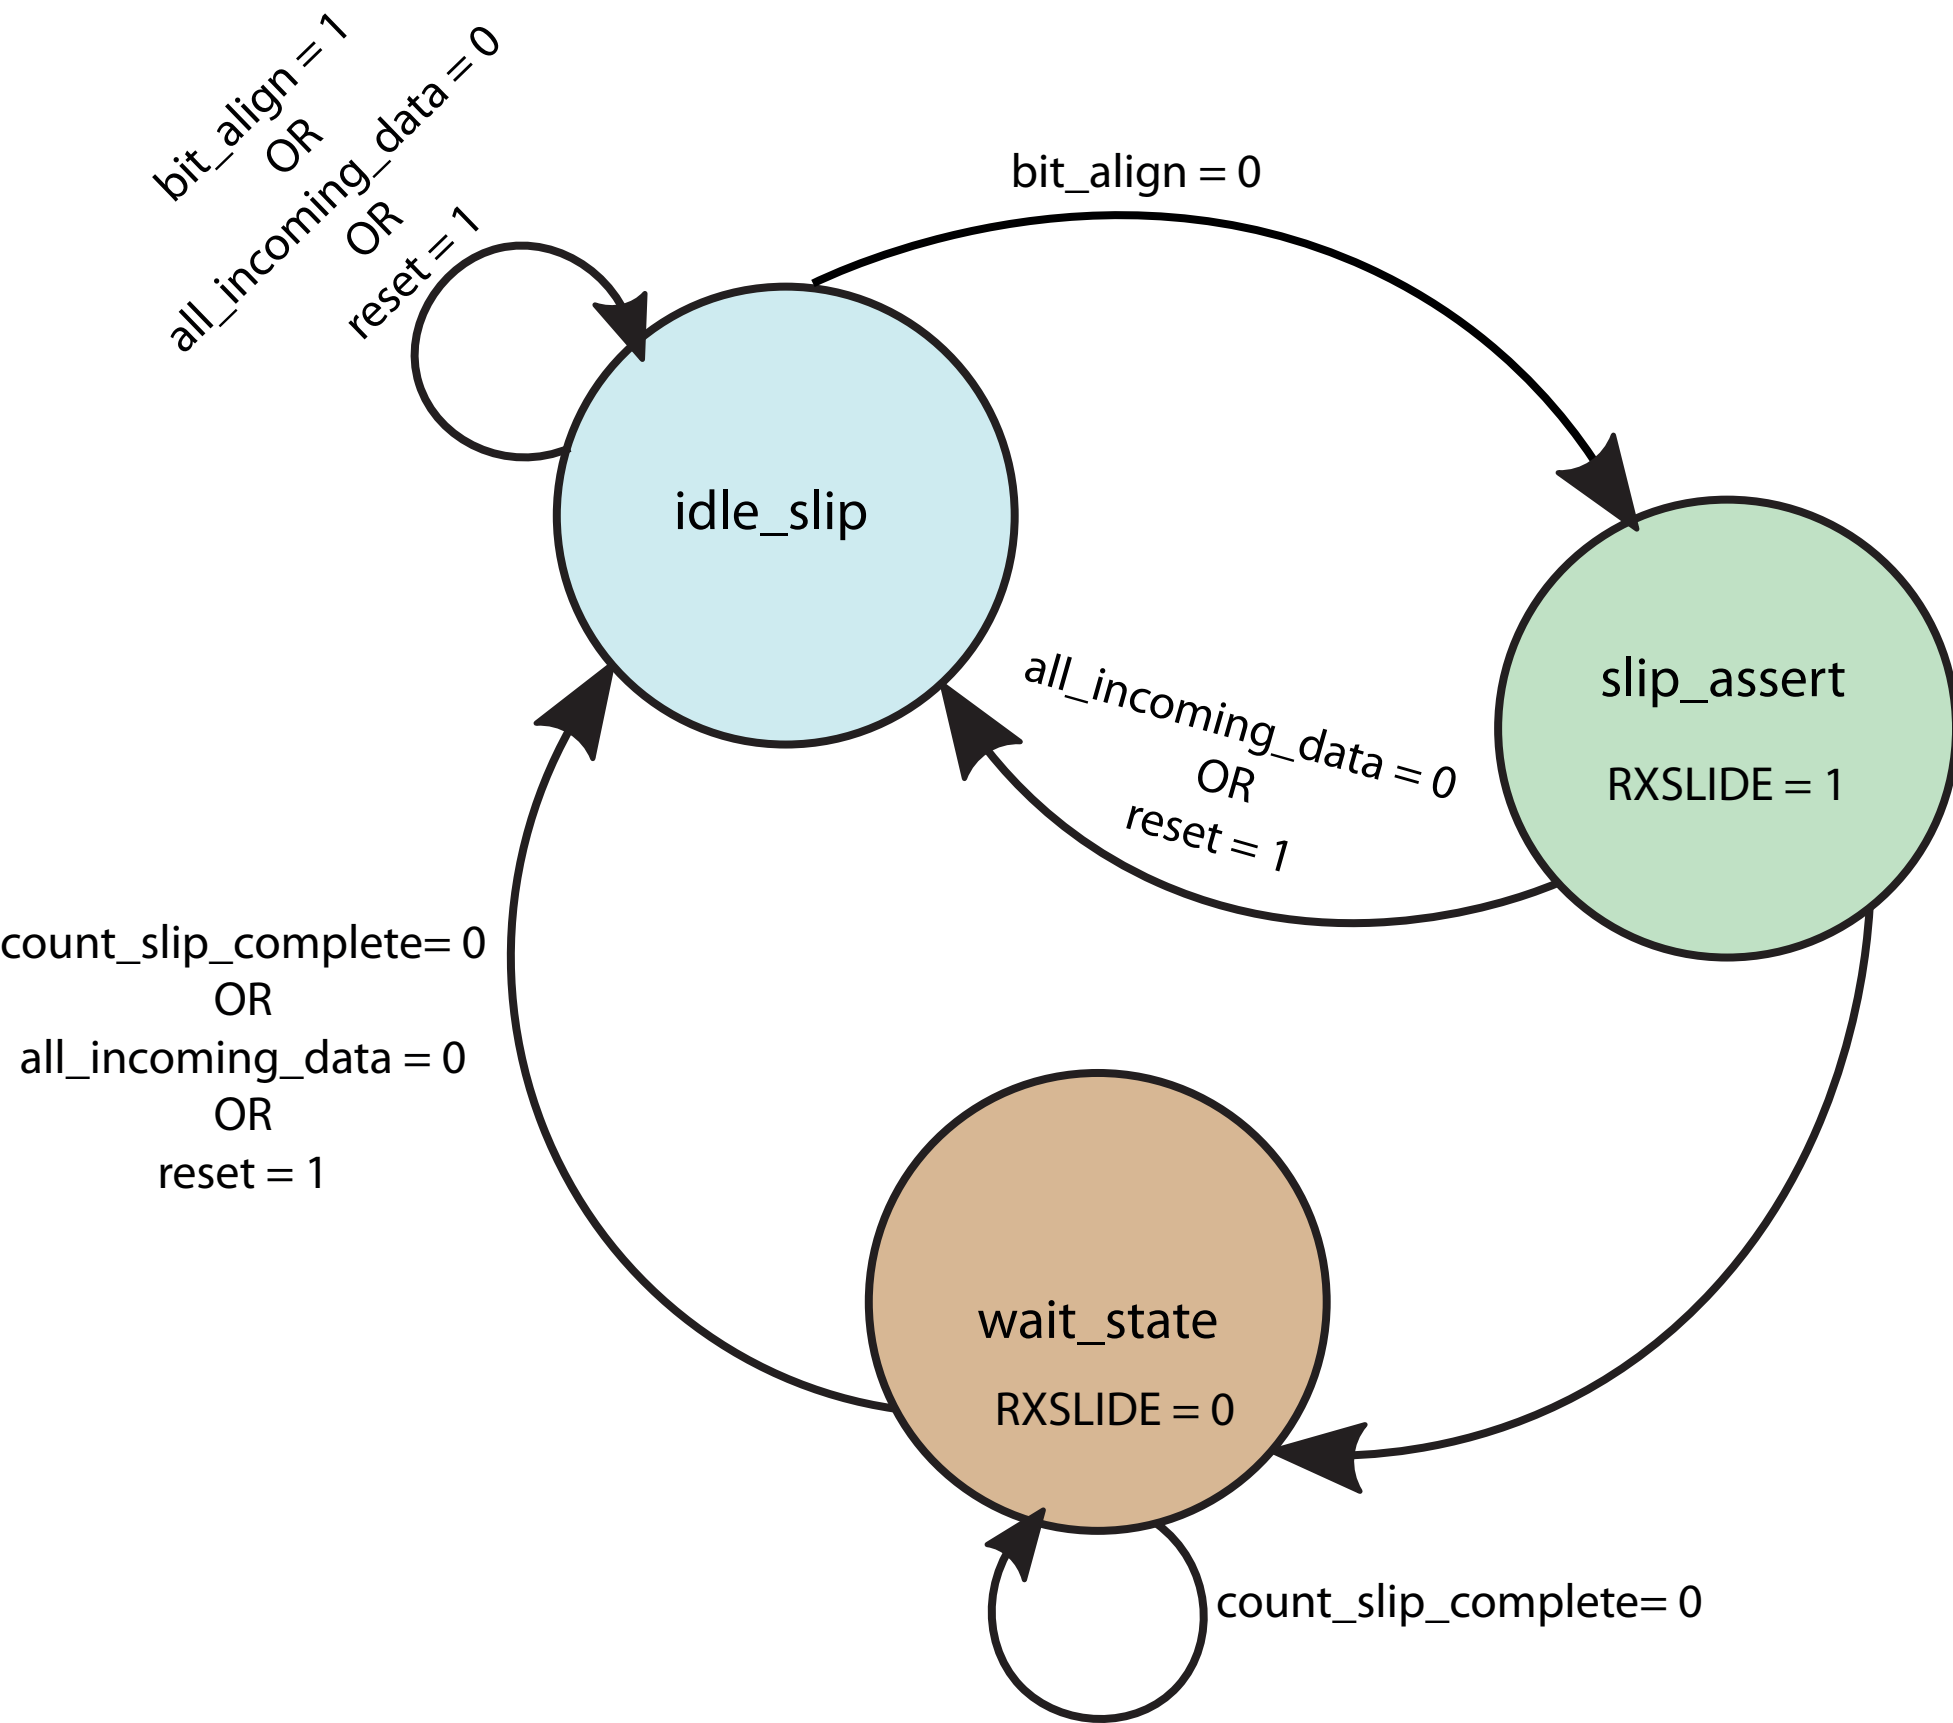 bit_align = 1
OR
all_incoming_data = 0
OR
reset = 1
bit_align = 0
idle_slip
slip_assert
RXSLIDE = 1
all_incoming_data = 0
OR
reset = 1
count_slip_complete= 0
OR
all_incoming_data = 0
OR
reset = 1
wait_state
RXSLIDE = 0
count_slip_complete= 0